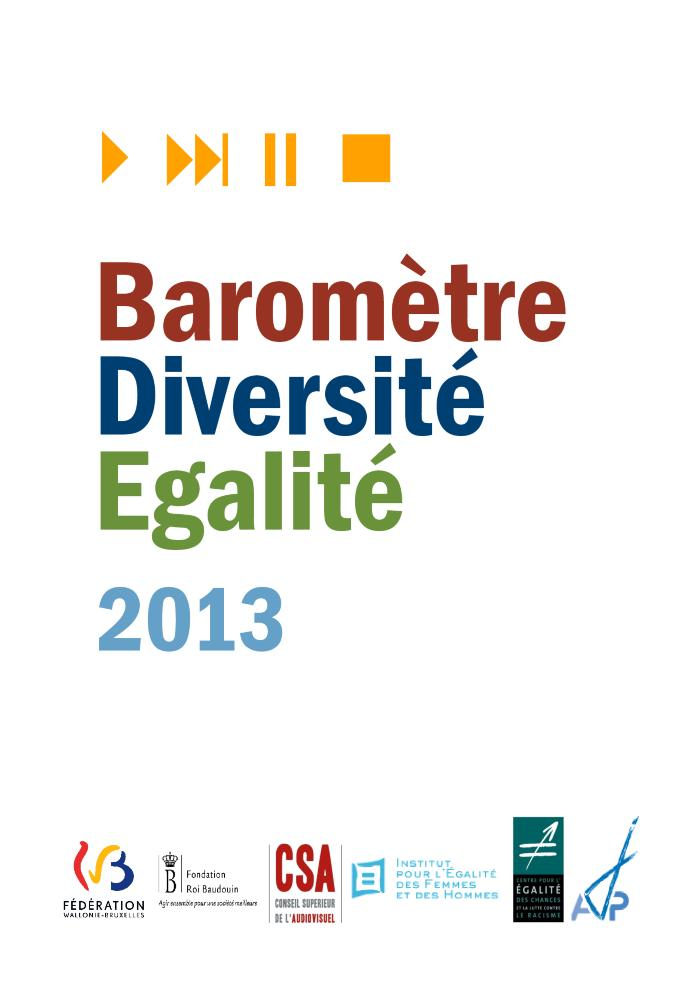 Baromètre
Diversité
Egalité
2013
FÉDÉRATION
WALLONIE-BRUXELLES
B
Fondation
Roi Baudouin
Agir ensemble pour une société meilleure
CSA
CONSEIL SUPERIEUR
DE L'AUDIOVISUEL
INSTITUT
POUR L'ÉGALITÉ
DES FEMMES
ET DES HOMMES
CENTRE POUR L'
ÉGALITÉ
DES CHANCES
ET LA LUTTE CONTRE
LE RACISME
AJP